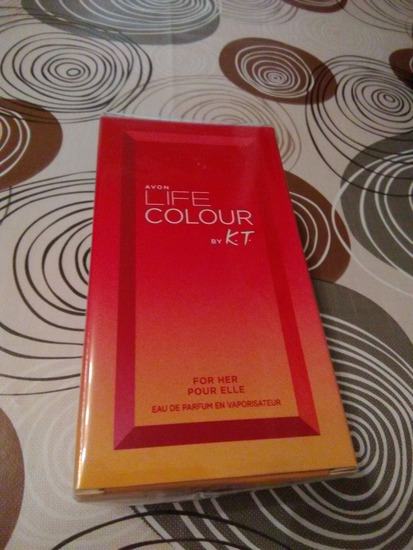 AVON
LIFE
COLOUR
BY K.T.
FOR HER
POUR ELLE
EAU DE PARFUM EN VAPORISATEUR